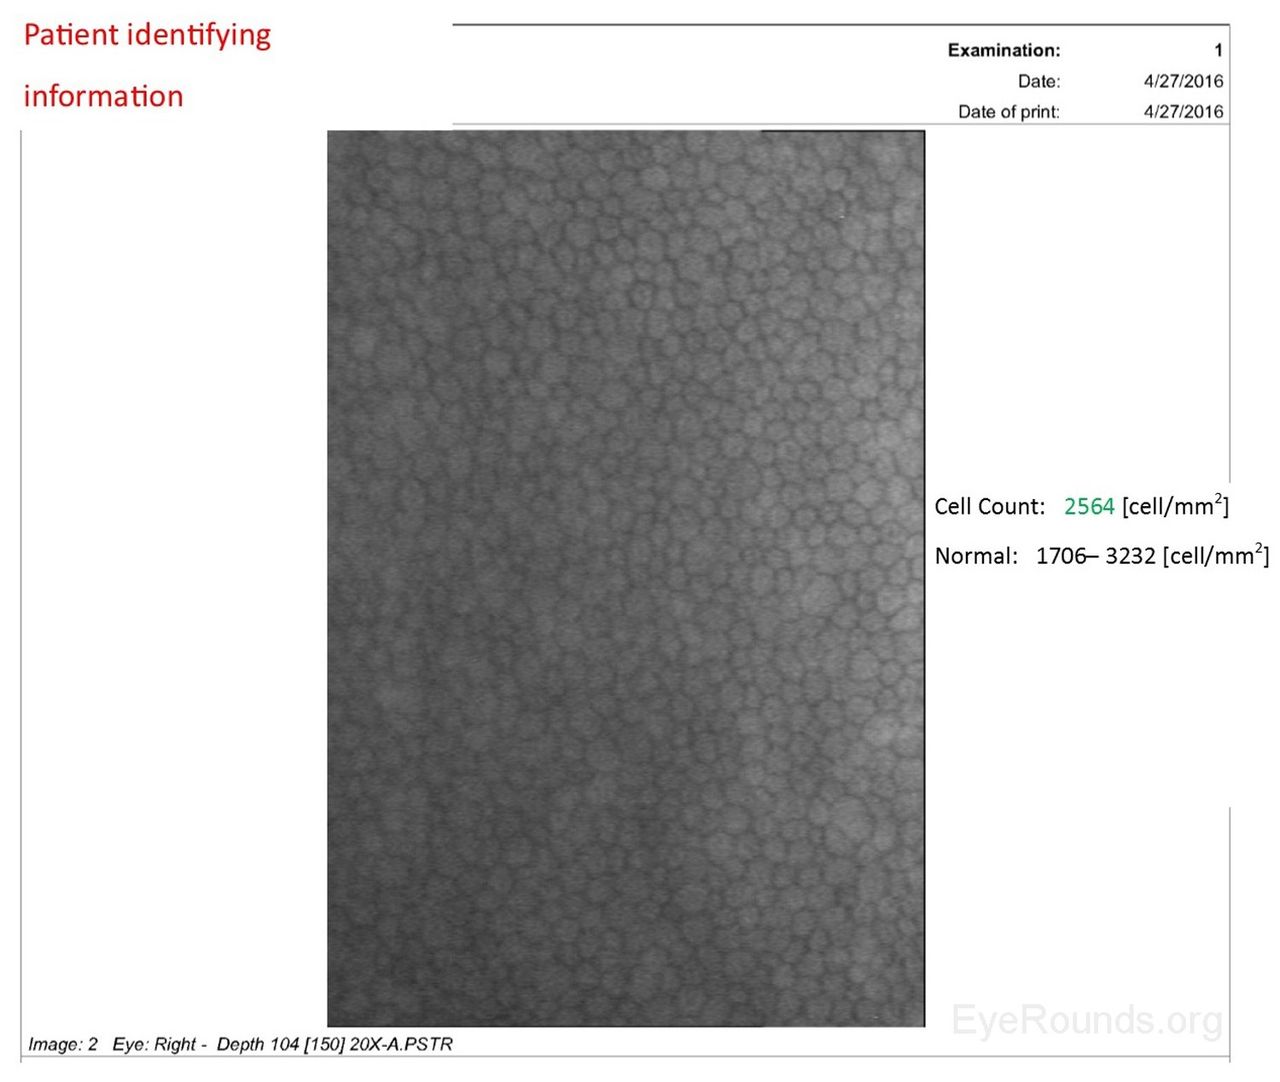 Patient identifying
information
Examination: 1
Date: 4/27/2016
Date of print: 4/27/2016
Cell Count: 2564 [cell/mm²]
Normal: 1706– 3232 [cell/mm²]
EyeRounds.org
Image: 2 Eye: Right - Depth 104 [150] 20X-A.PSTR